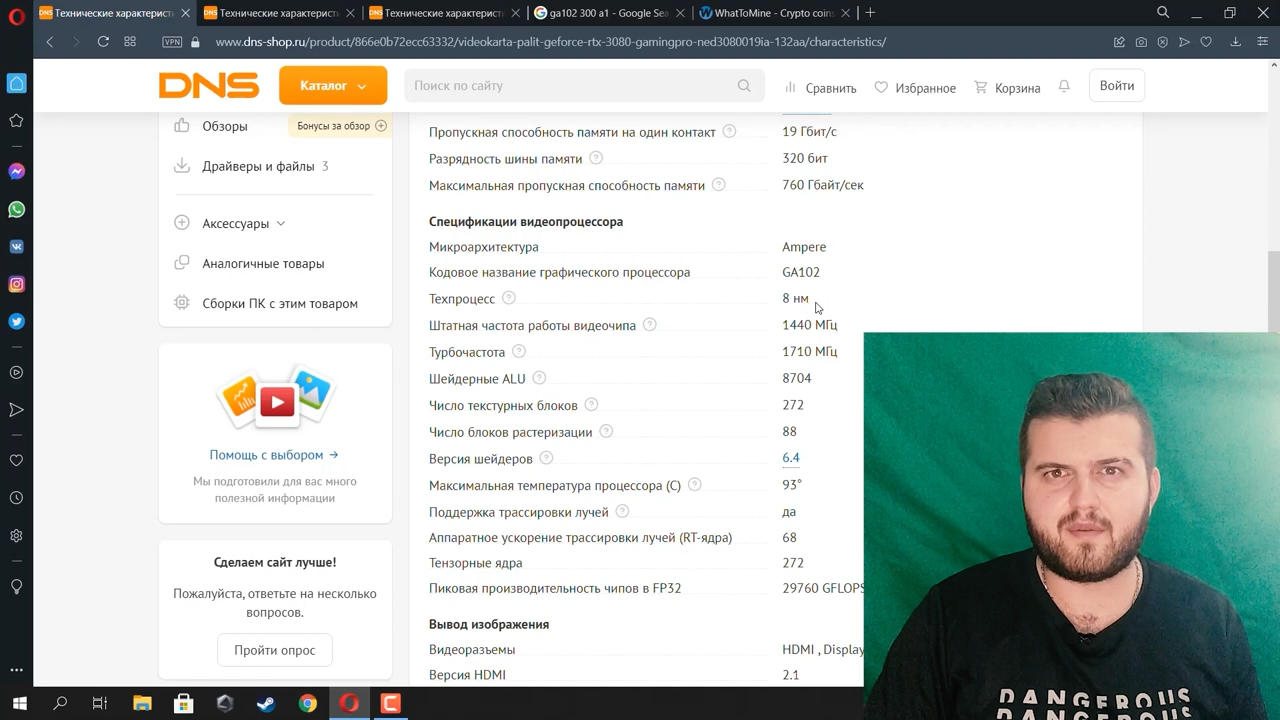 Технические характерист
Технические характерист
Технические характерист
ga102 300 a1 - Google Sea
WhatToMine - Crypto coins
VPN
www.dns-shop.ru/product/866e0b72ecc63332/videokarta-palit-geforce-rtx-3080-gamingpro-ned3080019ia-132aa/characteristics/
DNS
Каталог
Поиск по сайту
Сравнить
Избранное
Корзина
Войти
Обзоры
Бонусы за обзор
Драйверы и файлы 3
Аксессуары
Аналогичные товары
Сборки ПК с этим товаром
Помощь с выбором →
Мы подготовили для вас много
полезной информации
Сделаем сайт лучше!
Пожалуйста, ответьте на несколько
вопросов.
Пройти опрос
Пропускная способность памяти на один контакт 19 Гбит/с
Разрядность шины памяти 320 бит
Максимальная пропускная способность памяти 760 Гбайт/сек
Спецификации видеопроцессора
Микроархитектура Ampere
Кодовое название графического процессора GA102
Техпроцесс 8 нм
Штатная частота работы видеочипа 1440 МГц
Турбочастота 1710 МГц
Шейдерные ALU 8704
Число текстурных блоков 272
Число блоков растеризации 88
Версия шейдеров 6.4
Максимальная температура процессора (C) 93°
Поддержка трассировки лучей да
Аппаратное ускорение трассировки лучей (RT-ядра) 68
Тензорные ядра 272
Пиковая производительность чипов в FP32 29760 GFLOPS
Вывод изображения
Видеоразъемы HDMI , Display
Версия HDMI 2.1
DANGEROUS
DANGEROUS